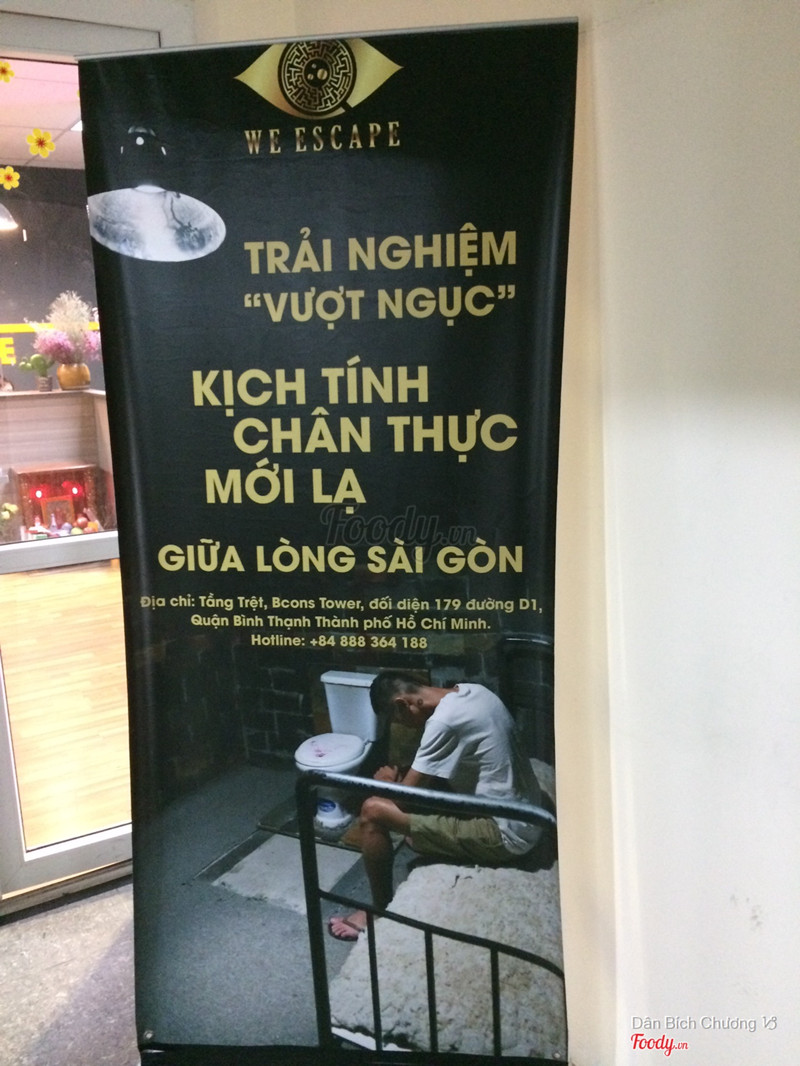 WE ESCAPE
TRẢI NGHIỆM
“VƯỢT NGỤC”
KỊCH TÍNH
CHÂN THỰC
MỚI LẠ
Foody.vn
GIỮA LÒNG SÀI GÒN
Địa chỉ: Tầng Trệt, Bcons Tower, đối diện 179 đường D1,
Quận Bình Thạnh Thành phố Hồ Chí Minh.
Hotline: +84 888 364 188
Dân Bích Chương
Foody.vn